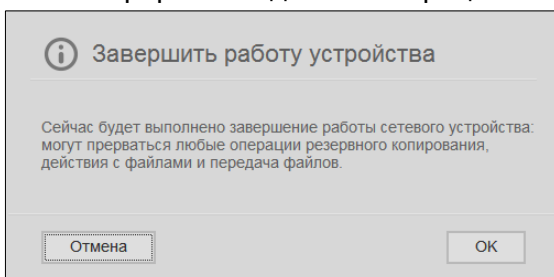 Завершить работу устройства
Сейчас будет выполнено завершение работы сетевого устройства:
могут прерваться любые операции резервного копирования,
действия с файлами и передача файлов.
Отмена
OK